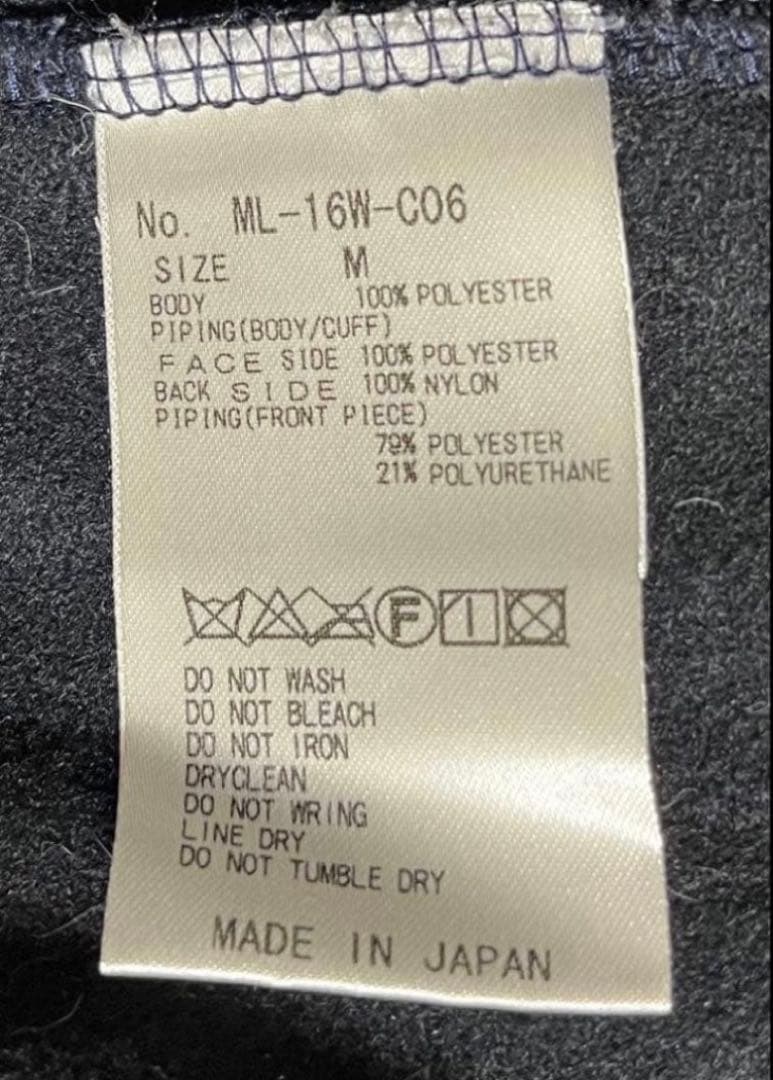 No. ML-16W-C06
SIZE M
BODY 100% POLYESTER
PIPING(BODY/CUFF)
FACE SIDE 100% POLYESTER
BACK SIDE 100% NYLON
PIPING(FRONT PIECE)
79% POLYESTER
21% POLYURETHANE
F
DO NOT WASH
DO NOT BLEACH
DO NOT IRON
DRYCLEAN
DO NOT WRING
LINE DRY
DO NOT TUMBLE DRY
MADE IN JAPAN